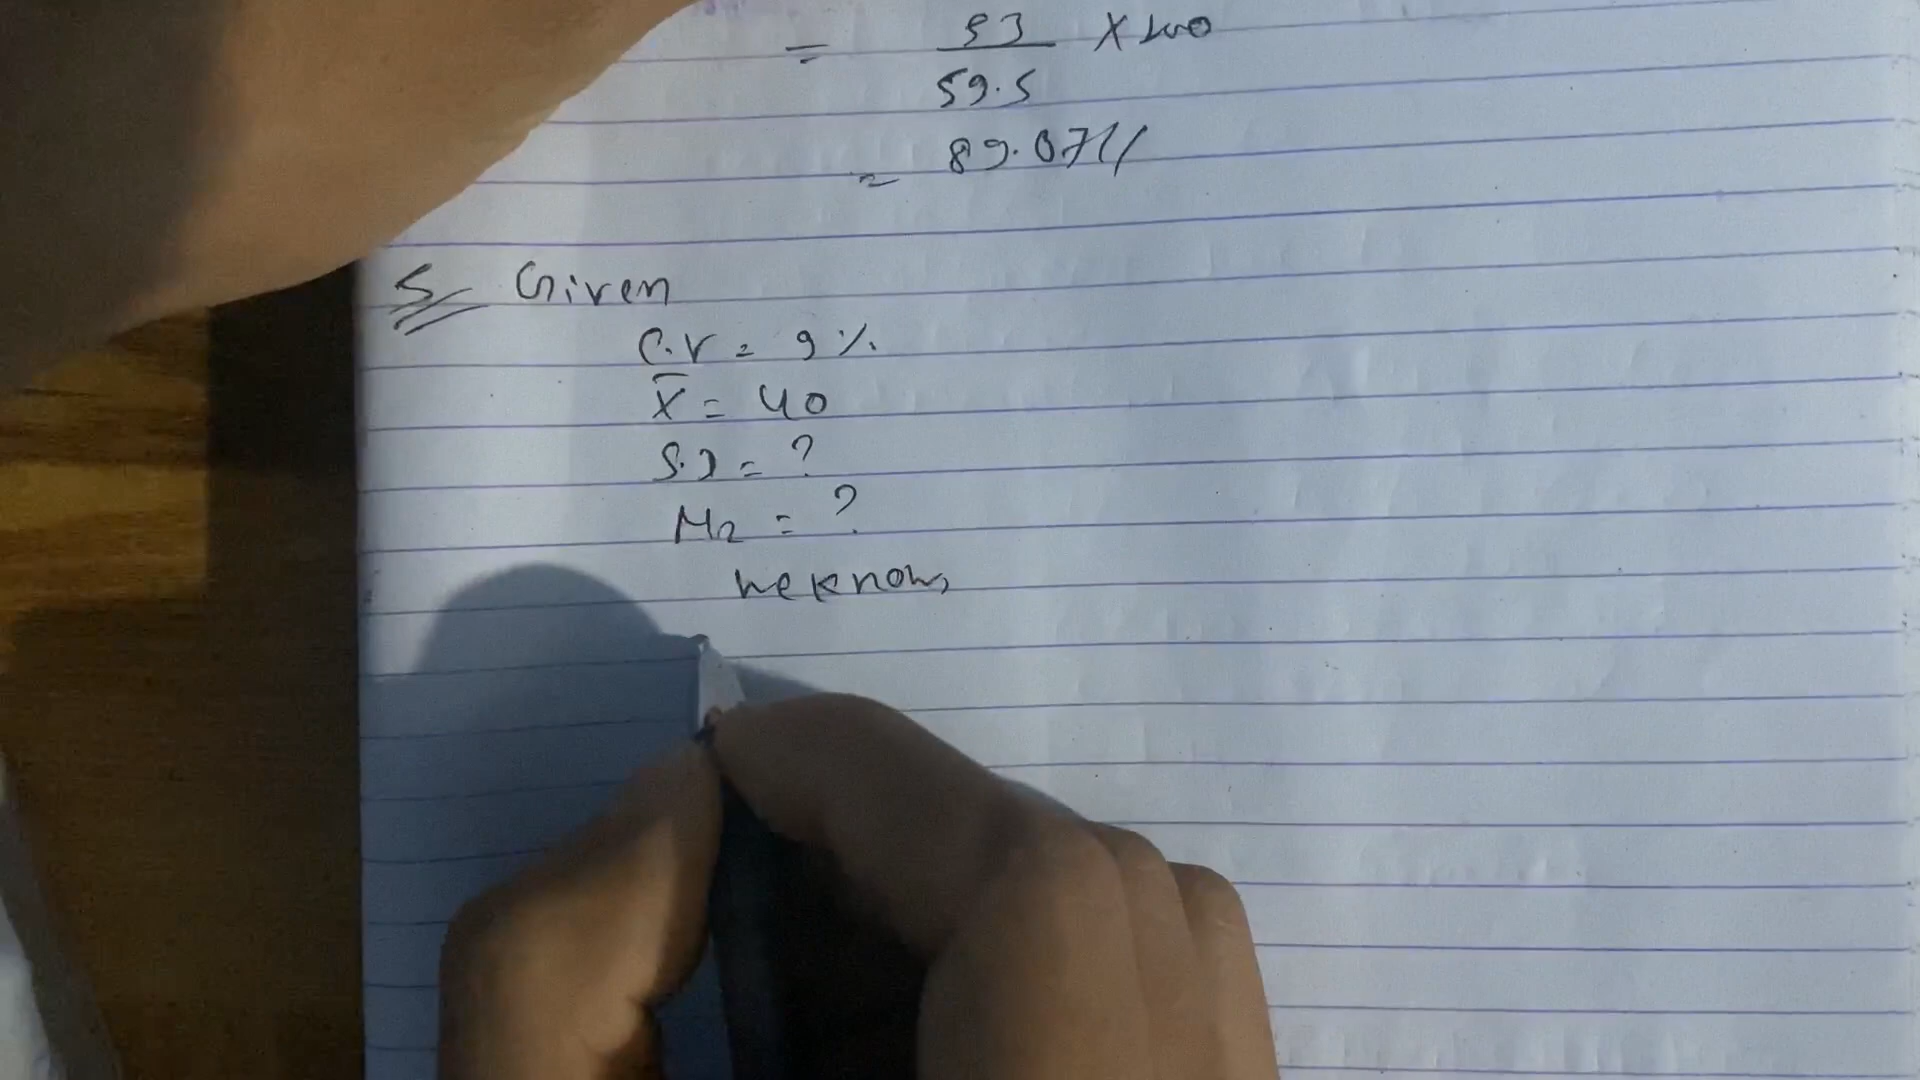 = 53/59.5 × 100
= 89.07//
5// Given
C.V = 9%.
X̄ = 40
S.D = ?
M2 = ?
we know,